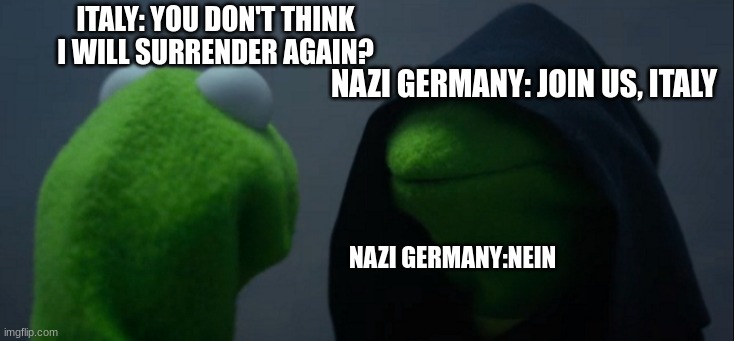 ITALY: YOU DON'T THINK
I WILL SURRENDER AGAIN?
NAZI GERMANY: JOIN US, ITALY
NAZI GERMANY:NEIN
imgflip.com